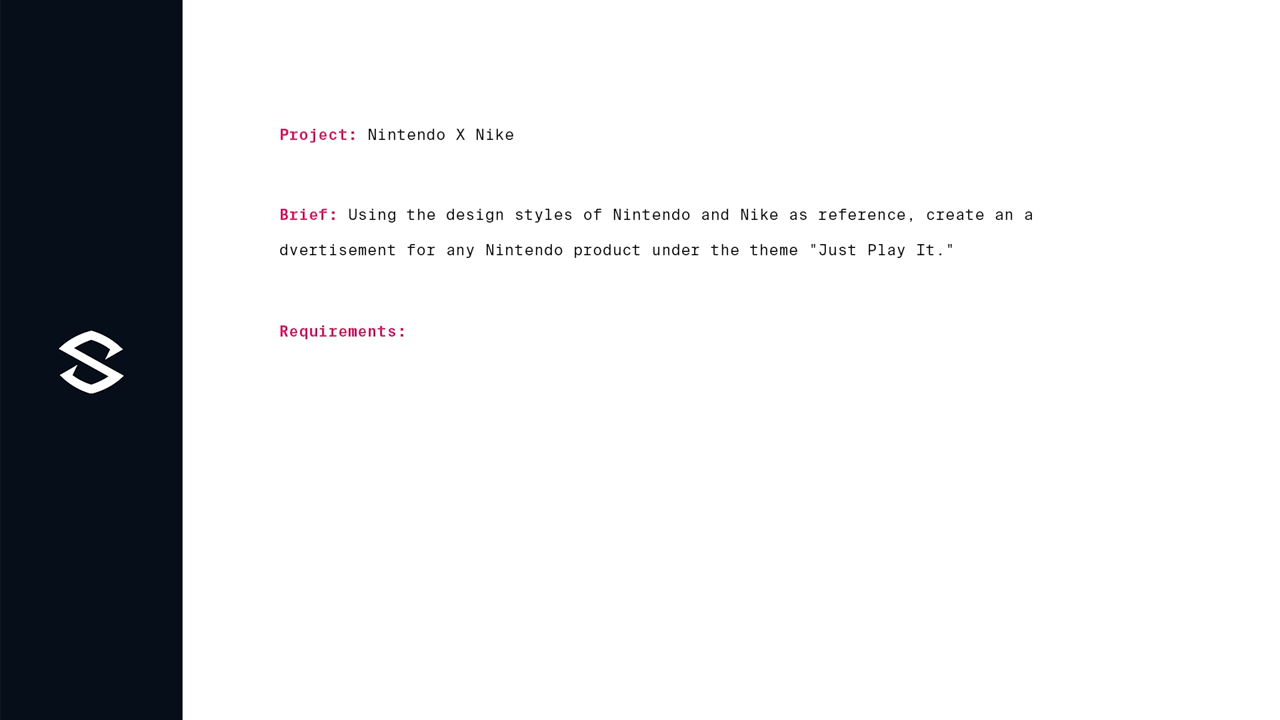 Project: Nintendo X Nike
Brief: Using the design styles of Nintendo and Nike as reference, create an a
dvertisement for any Nintendo product under the theme "Just Play It."
Requirements: